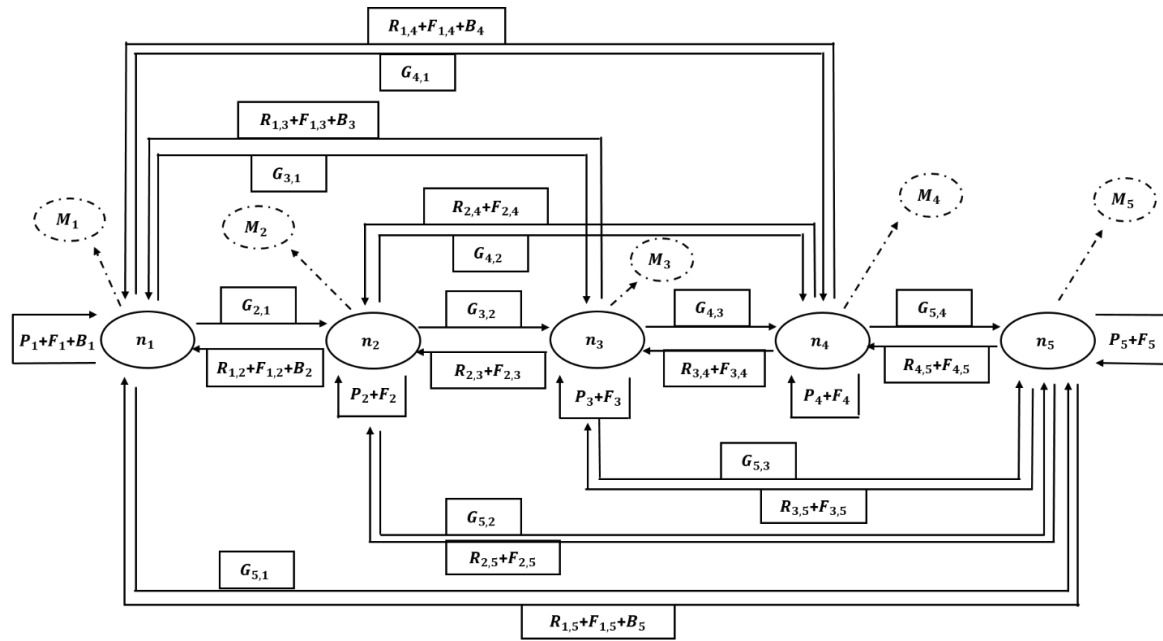 R1,4+F1,4+B4
G4,1
R1,3+F1,3+B3
G3,1
M1
M2
R2,4+F2,4
G4,2
M3
M4
M5
G2,1
G3,2
G4,3
G5,4
P1+F1+B1
n1
n2
n3
n4
n5
P5+F5
R1,2+F1,2+B2
R2,3+F2,3
R3,4+F3,4
R4,5+F4,5
P2+F2
P3+F3
P4+F4
G5,3
R3,5+F3,5
G5,2
R2,5+F2,5
G5,1
R1,5+F1,5+B5